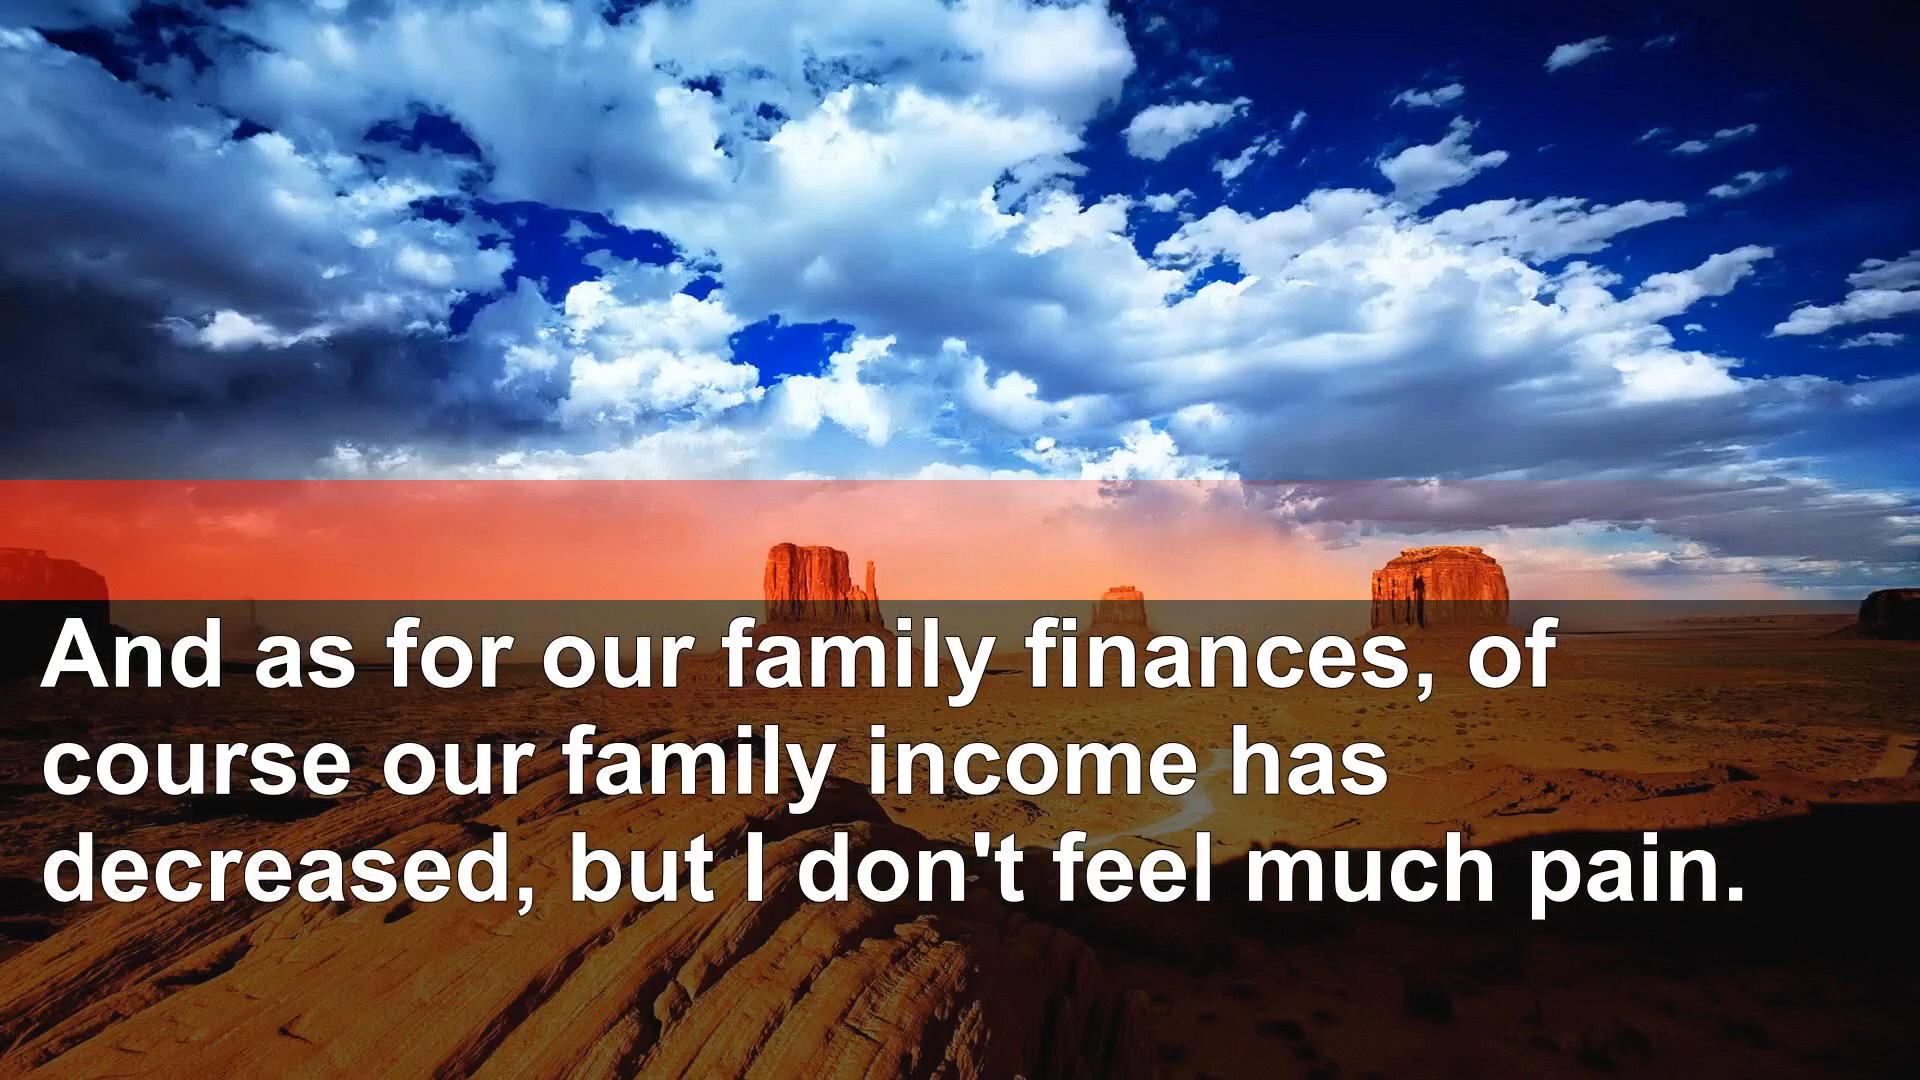 And as for our family finances, of
course our family income has
decreased, but I don't feel much pain.